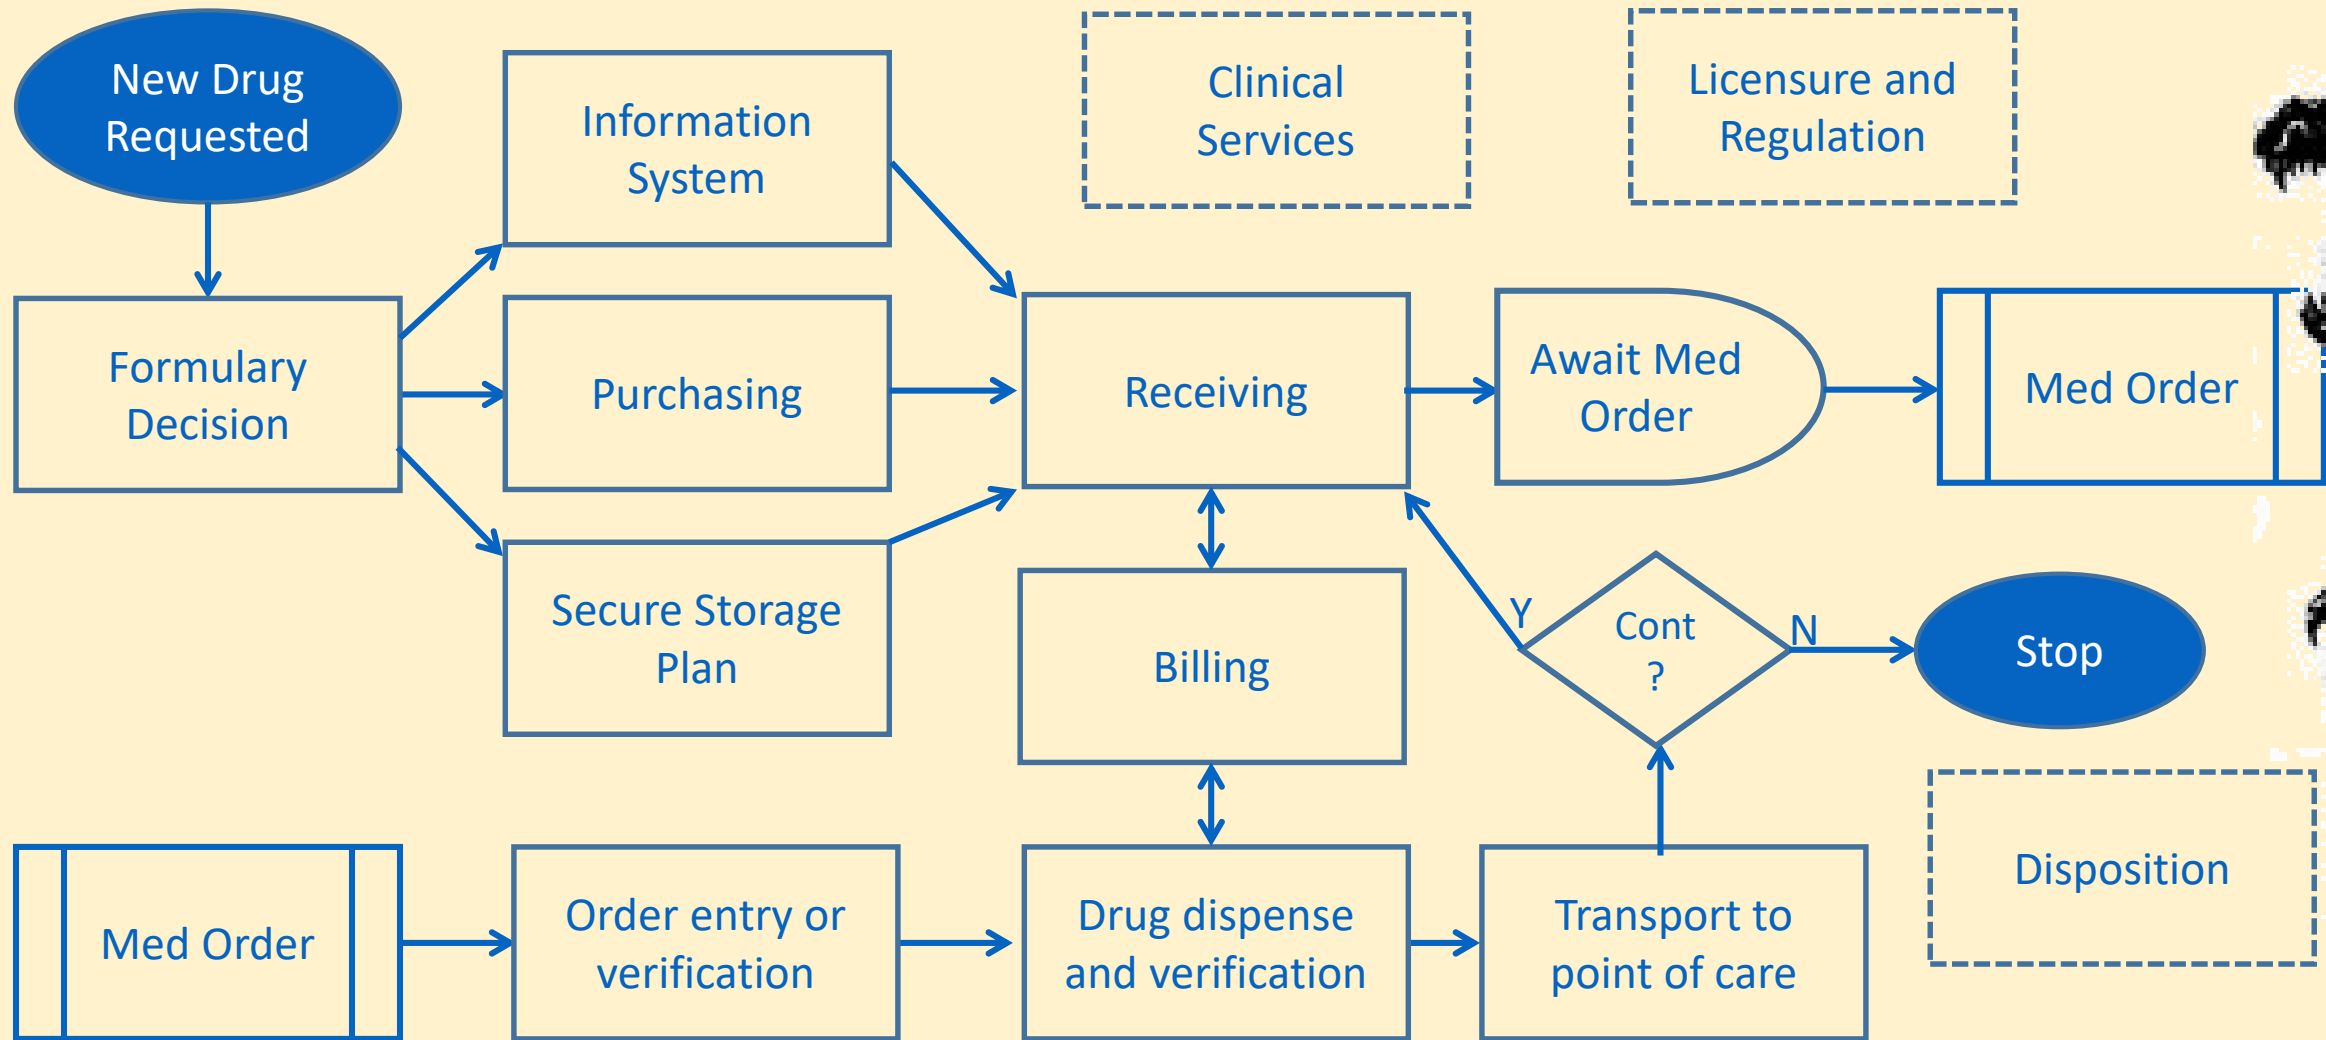 New Drug
Requested
Information
System
Clinical
Services
Licensure and
Regulation
Formulary
Decision
Purchasing
Receiving
Await Med
Order
Med Order
Secure Storage
Plan
Billing
Y
Cont
?
N
Stop
Med Order
Order entry or
verification
Drug dispense
and verification
Transport to
point of care
Disposition